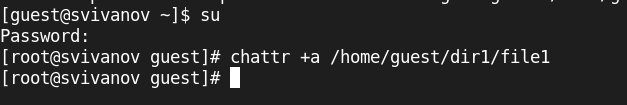 [guest@svivanov ~]$ su
Password:
[root@svivanov guest]# chattr +a /home/guest/dir1/file1
[root@svivanov guest]#